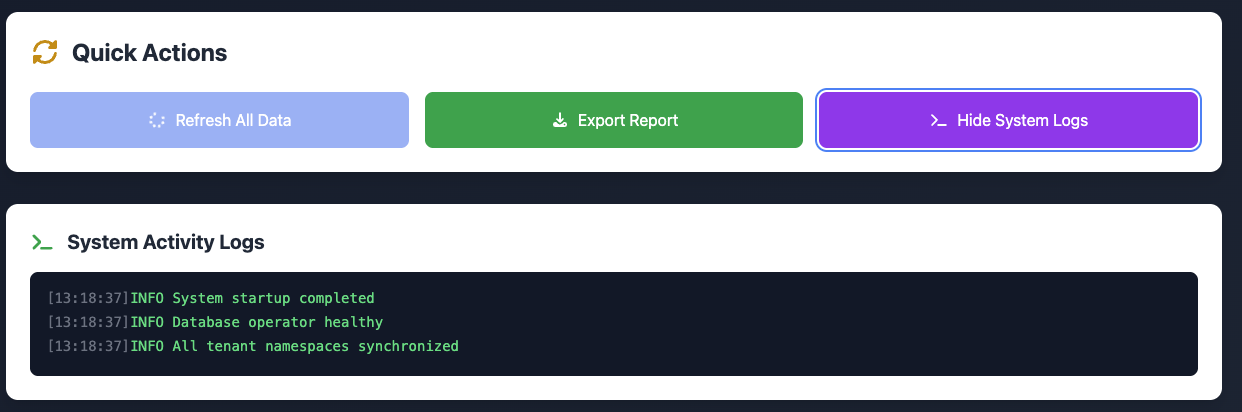 Quick Actions
Refresh All Data
Export Report
Hide System Logs
System Activity Logs
[13:18:37]INFO System startup completed
[13:18:37]INFO Database operator healthy
[13:18:37]INFO All tenant namespaces synchronized